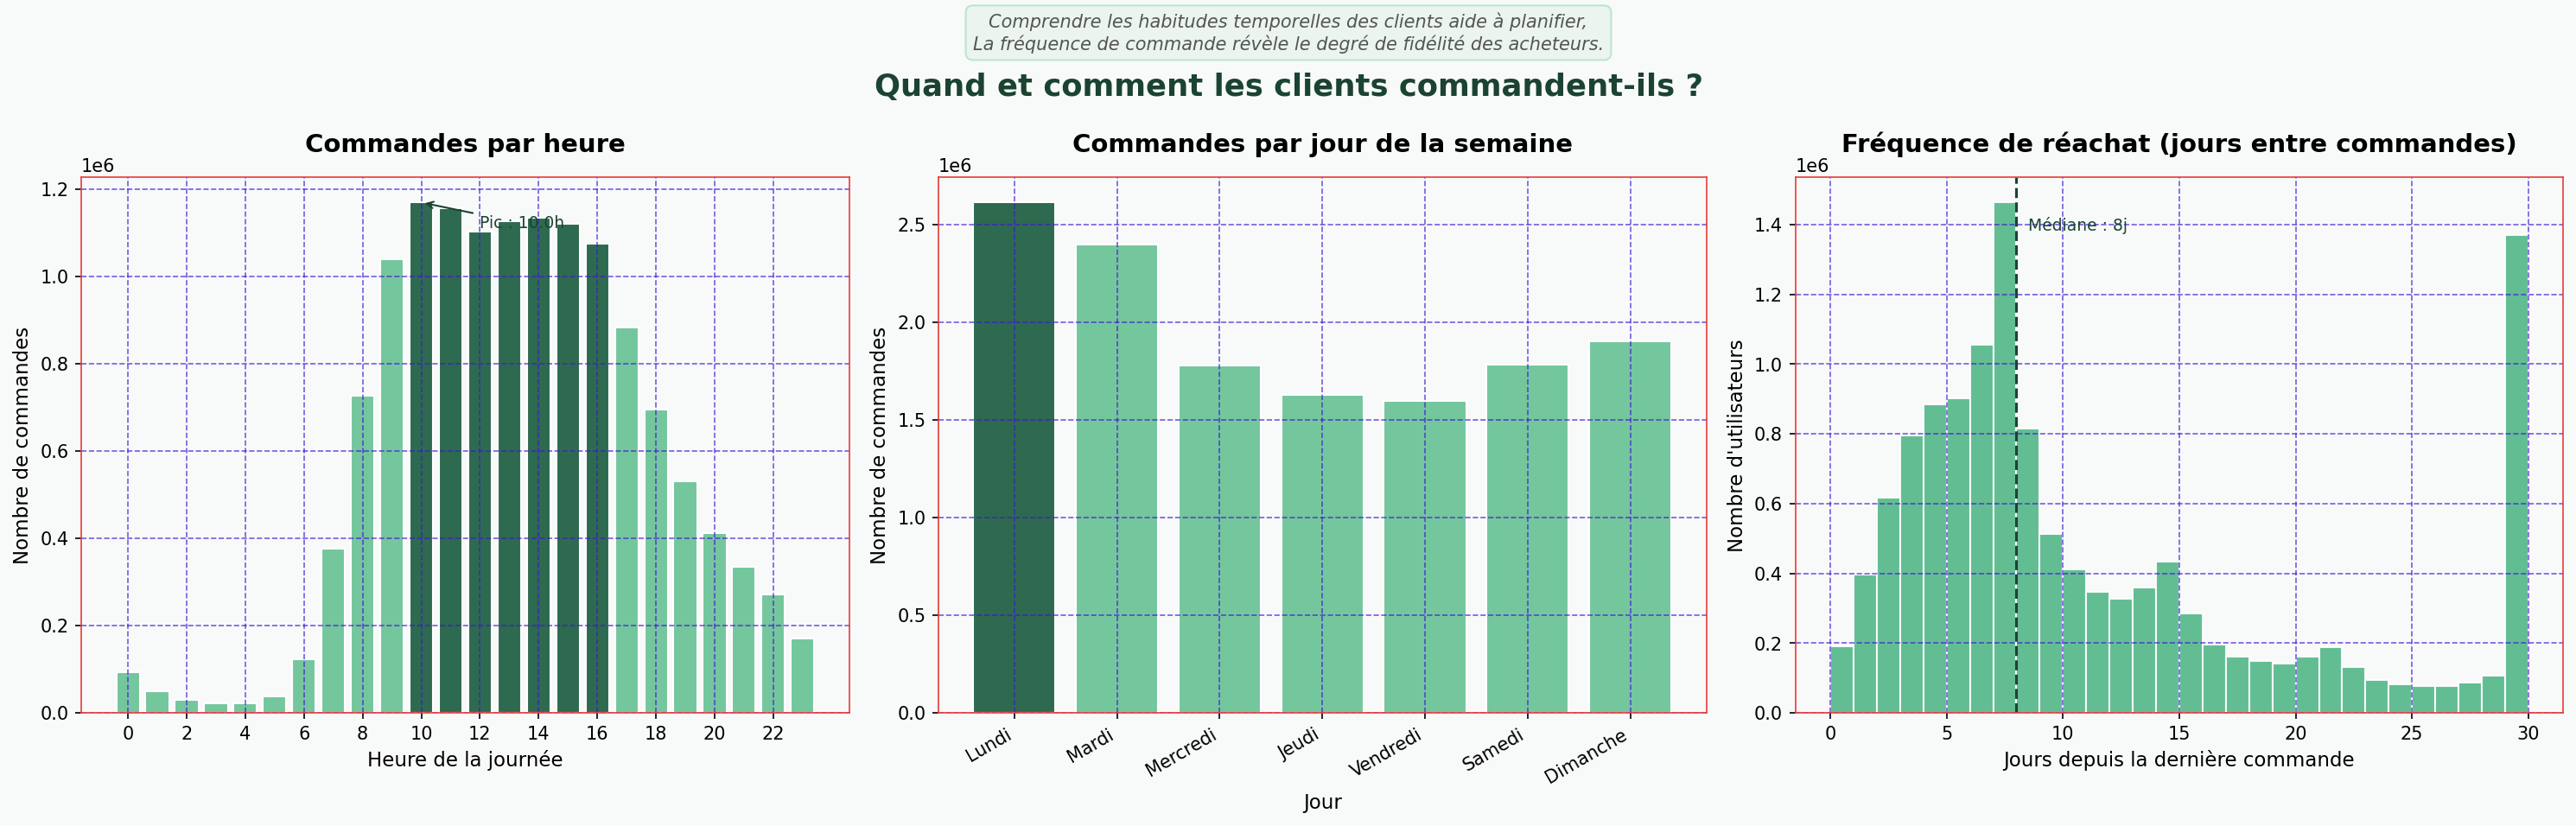 Comprendre les habitudes temporelles des clients aide à planifier,
La fréquence de commande révèle le degré de fidélité des acheteurs.
Quand et comment les clients commandent-ils ?
Commandes par heure
1e6
Nombre de commandes
1.2
1.0
0.8
0.6
0.4
0.2
0.0
Pic : 10.0h
0 2 4 6 8 10 12 14 16 18 20 22
Heure de la journée
Commandes par jour de la semaine
1e6
Nombre de commandes
2.5
2.0
1.5
1.0
0.5
0.0
Lundi Mardi Mercredi Jeudi Vendredi Samedi Dimanche
Jour
Fréquence de réachat (jours entre commandes)
1e6
Nombre d'utilisateurs
1.4
1.2
1.0
0.8
0.6
0.4
0.2
0.0
Médiane : 8j
0 5 10 15 20 25 30
Jours depuis la dernière commande